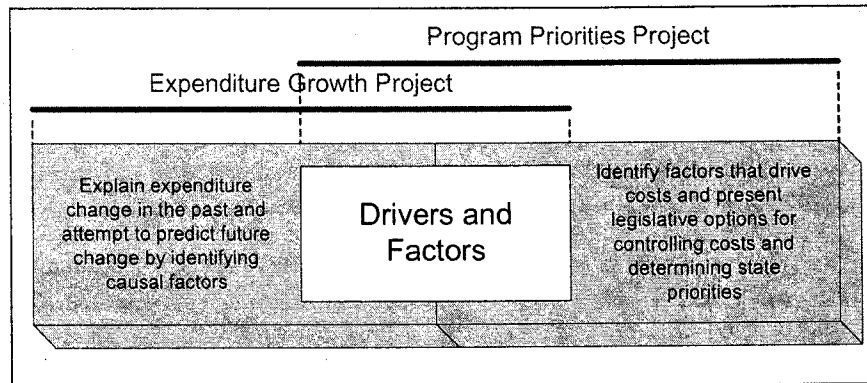 Program Priorities Project
Expenditure Growth Project
Explain expenditure
change in the past and
attempt to predict future
change by identifying
causal factors
Drivers and
Factors
Identify factors that drive
costs and present
legislative options for
controlling costs and
determining state
priorities